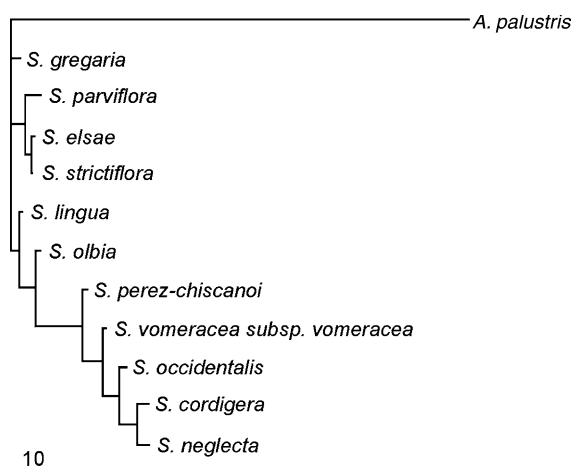 A. palustris
S. gregaria
S. parviflora
S. elsae
S. strictiflora
S. lingua
S. olbia
S. perez-chiscanoi
S. vomeracea subsp. vomeracea
S. occidentalis
S. cordigera
S. neglecta
10